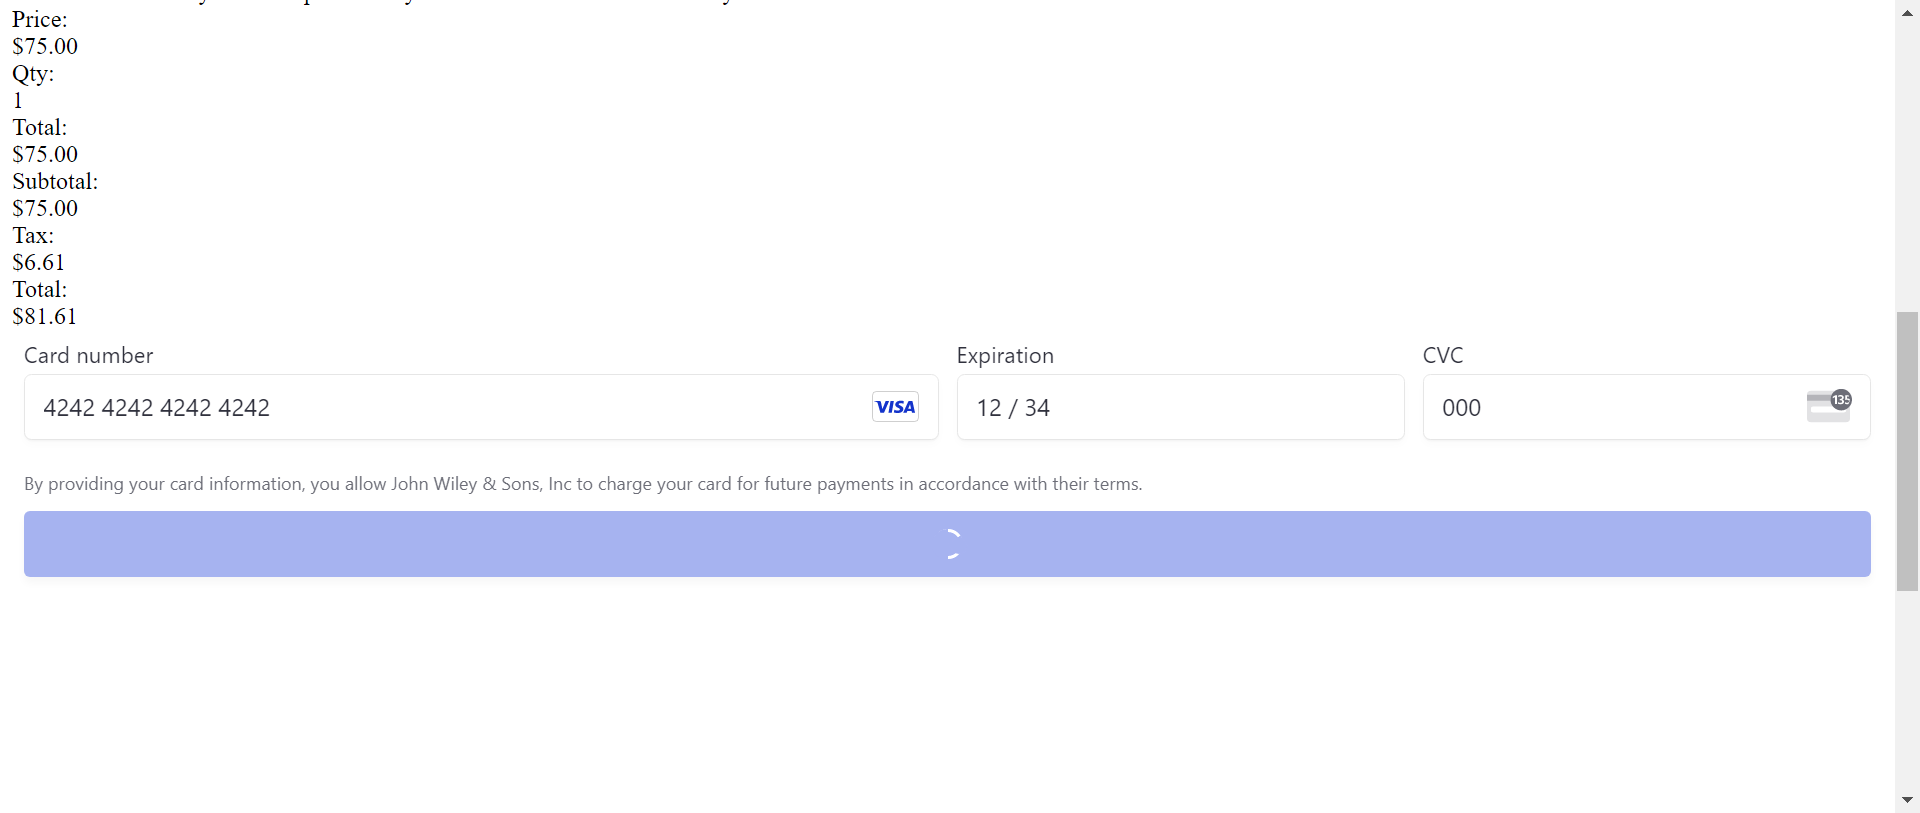 Price:
$75.00
Qty:
1
Total:
$75.00
Subtotal:
$75.00
Tax:
$6.61
Total:
$81.61
Card number
Expiration
CVC
4242 4242 4242 4242
VISA
12 / 34
000
135
By providing your card information, you allow John Wiley & Sons, Inc to charge your card for future payments in accordance with their terms.